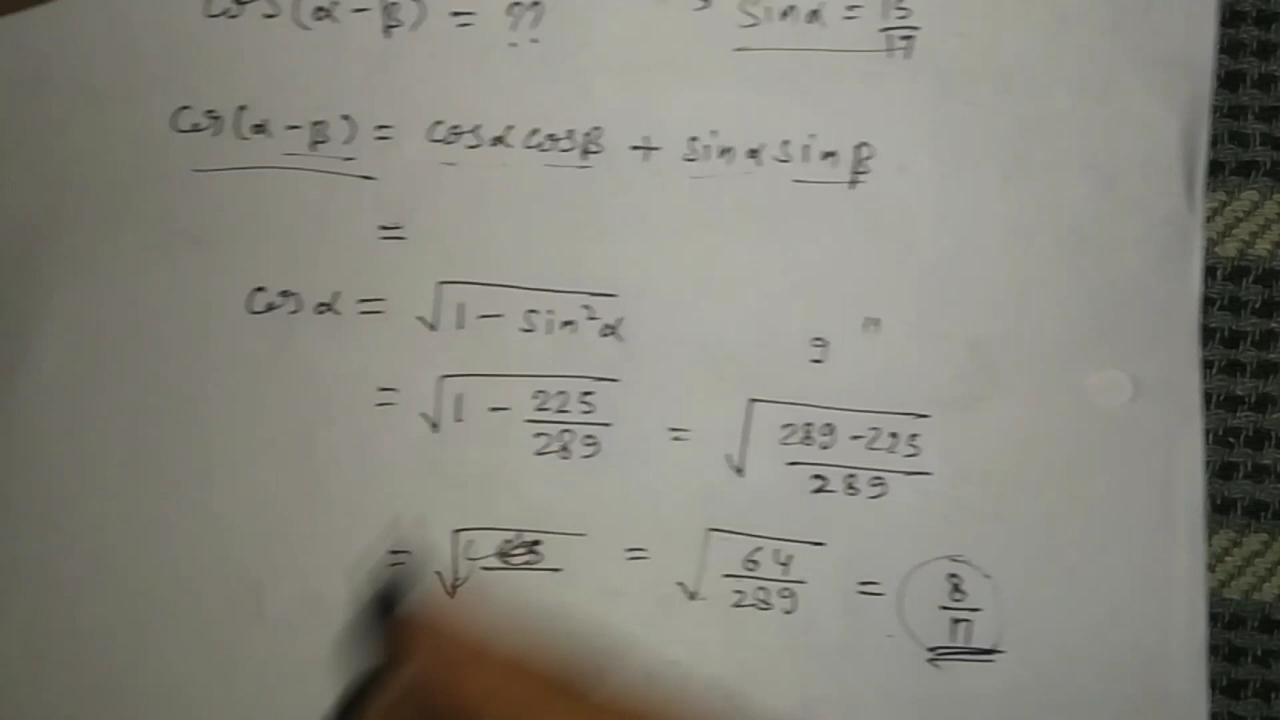 cos(α-β) = ??
sinα = 15/17
cos(α-β) = cosα cosβ + sinα sinβ
=
cosα = √(1 - sin²α)
= √(1 - 225/289) = √((289-225)/289)
= √ = √(64/289) = 8/17